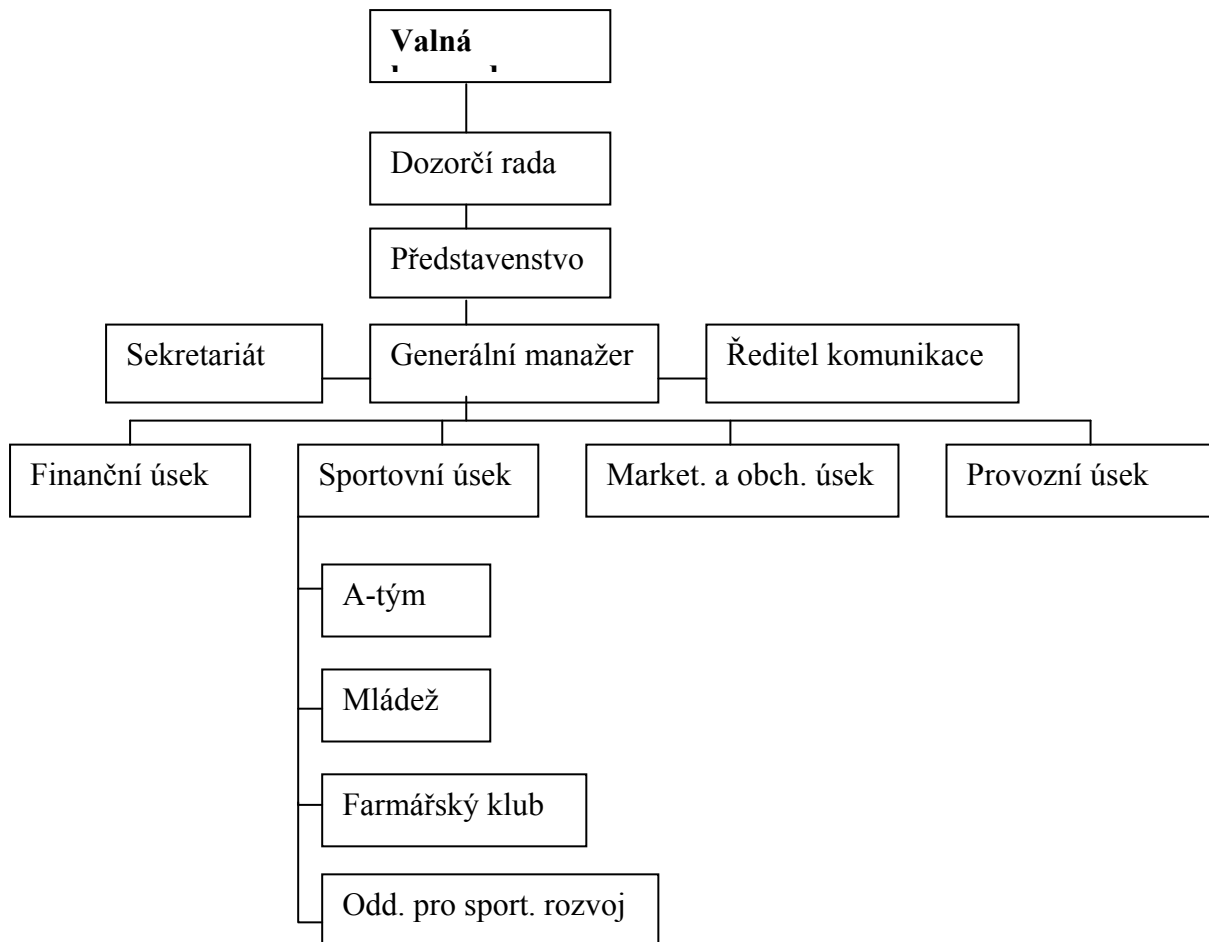 Valná
Dozorčí rada
Představenstvo
Sekretariát
Generální manažer
Ředitel komunikace
Finanční úsek
Sportovní úsek
Market. a obch. úsek
Provozní úsek
A-tým
Mládež
Farmářský klub
Odd. pro sport. rozvoj